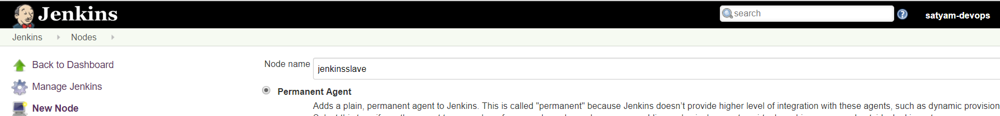 Jenkins
search
satyam-devops
Jenkins
Nodes
Back to Dashboard
Manage Jenkins
New Node
Node name
jenkinsslave
Permanent Agent
Adds a plain, permanent agent to Jenkins. This is called "permanent" because Jenkins doesn't provide higher level of integration with these agents, such as dynamic provision